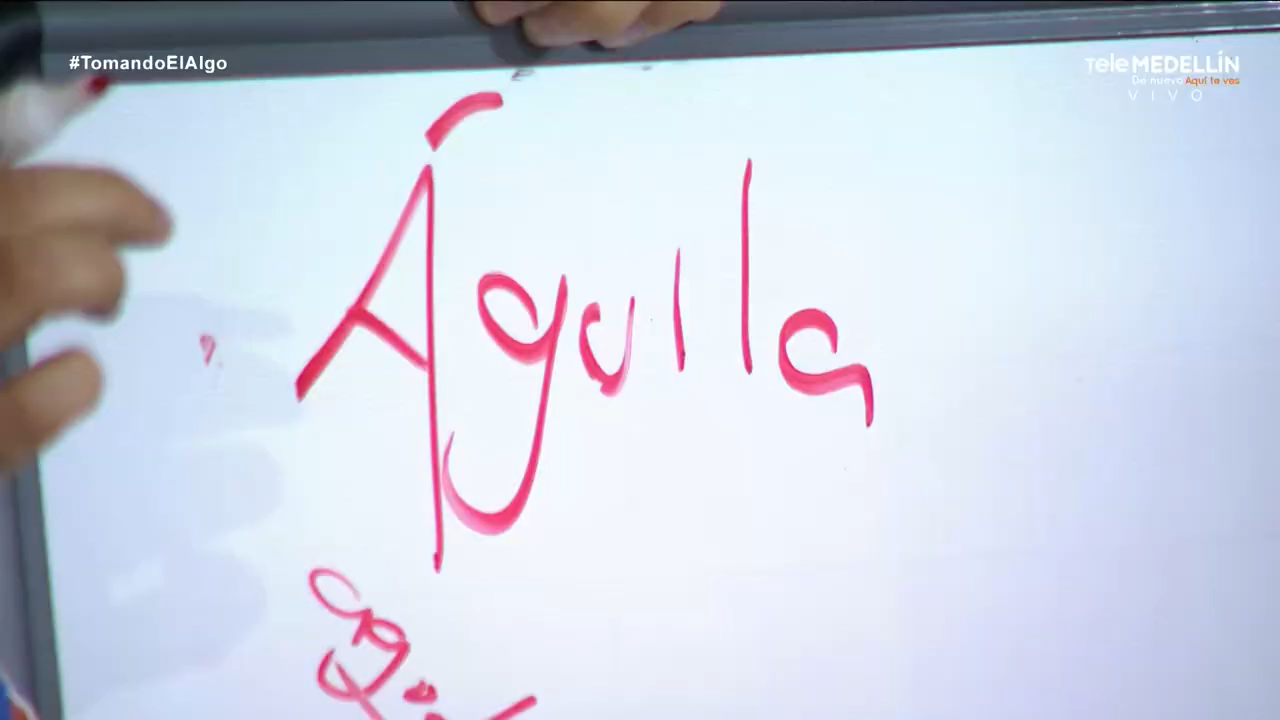 #TomandoElAlgo
TeleMEDELLÍN
De nuevo Aquí te ves
VIVO
Águila